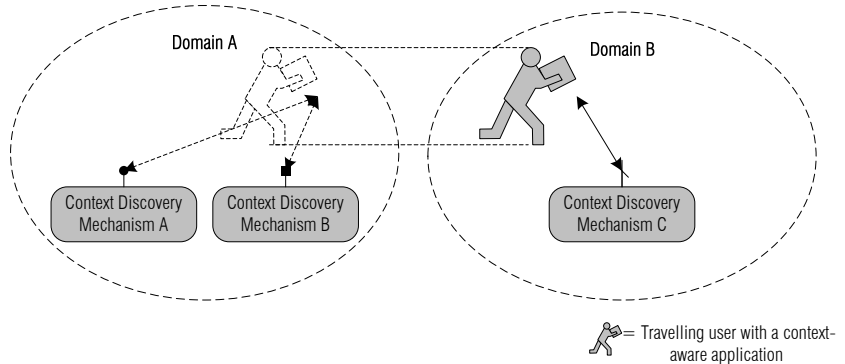 Domain A
Domain B
Context Discovery
Mechanism A
Context Discovery
Mechanism B
Context Discovery
Mechanism C
= Travelling user with a context-
aware application